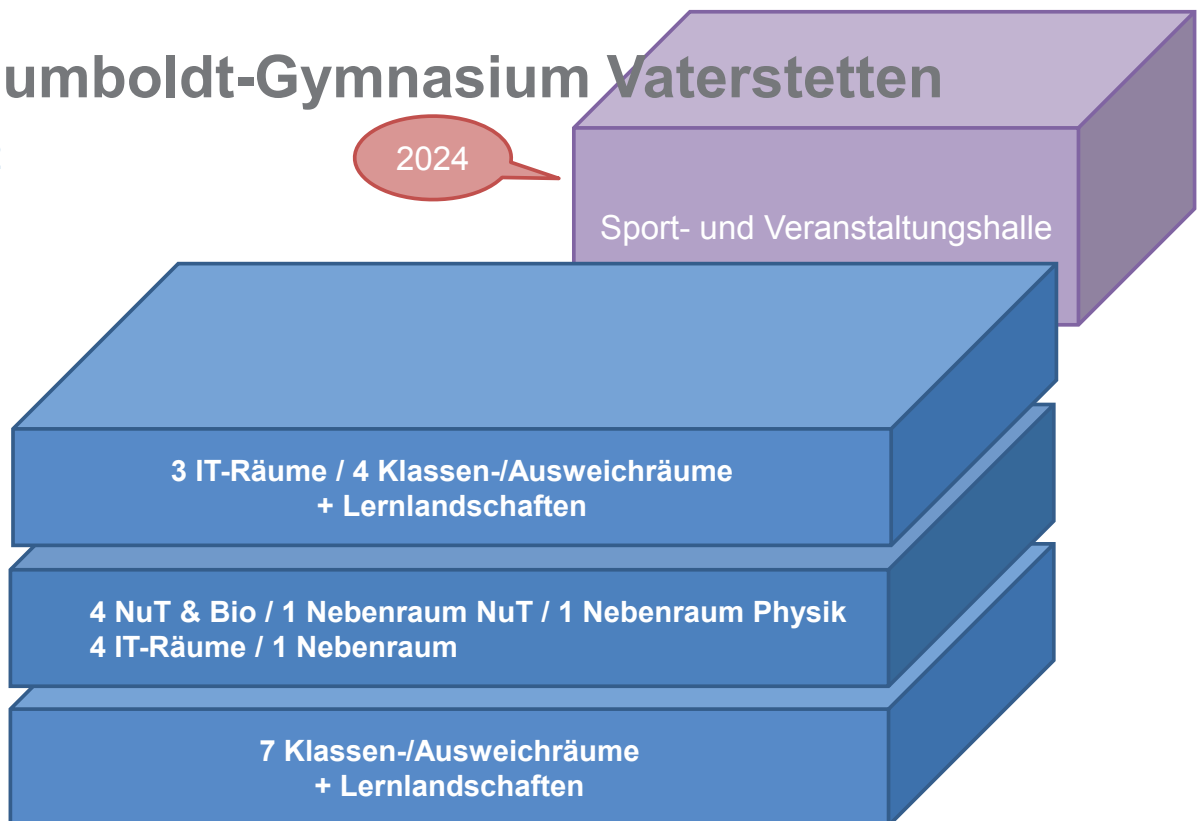 umboldt-Gymnasium Vaterstetten
2024
Sport- und Veranstaltungshalle
3 IT-Räume / 4 Klassen-/Ausweichräume
+ Lernlandschaften
4 NuT & Bio / 1 Nebenraum NuT / 1 Nebenraum Physik
4 IT-Räume / 1 Nebenraum
7 Klassen-/Ausweichräume
+ Lernlandschaften